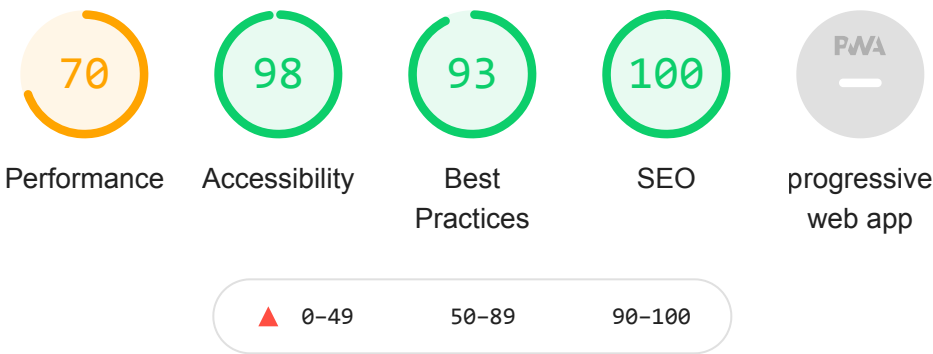 70 98 93 100 PWA
Performance Accessibility Best Practices SEO progressive web app
0–49 50–89 90–100